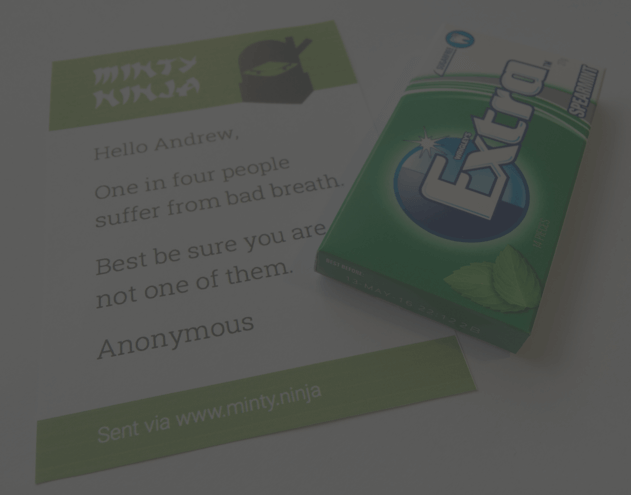 MINTY
NINJA
Hello Andrew,
One in four people
suffer from bad breath.
Best be sure you are
not one of them.
Anonymous
Sent via www.minty.ninja
Extra
SPEARMINT